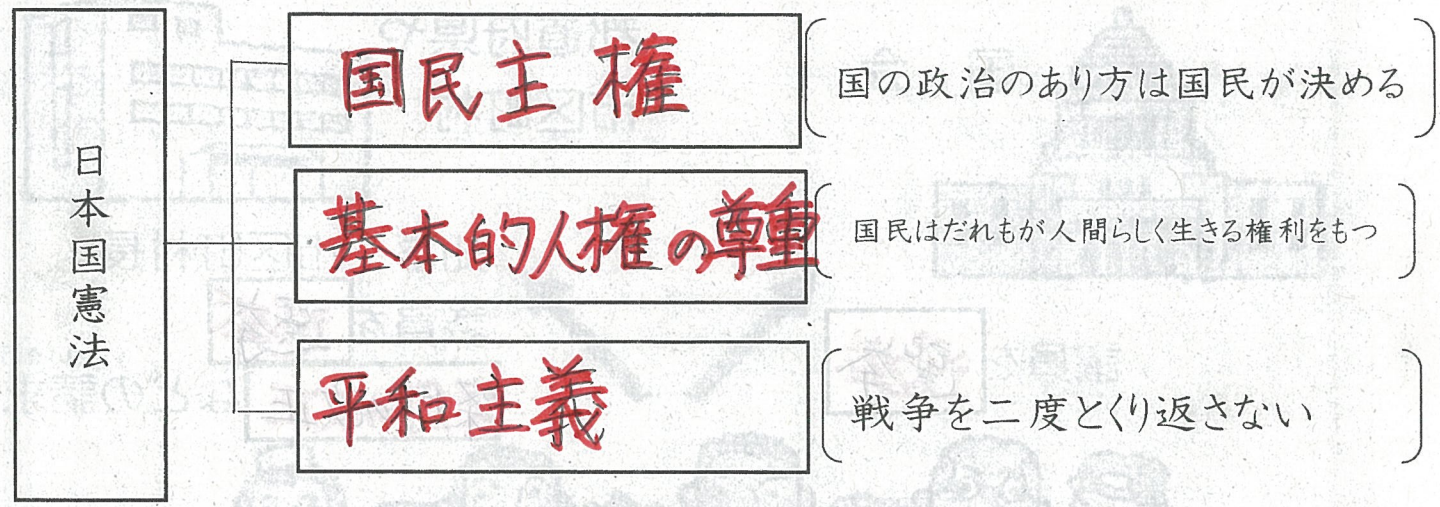 日本国憲法
国民主権
国の政治のあり方は国民が決める
基本的人権の尊重
国民はだれもが人間らしく生きる権利をもつ
平和主義
戦争を二度とくり返さない